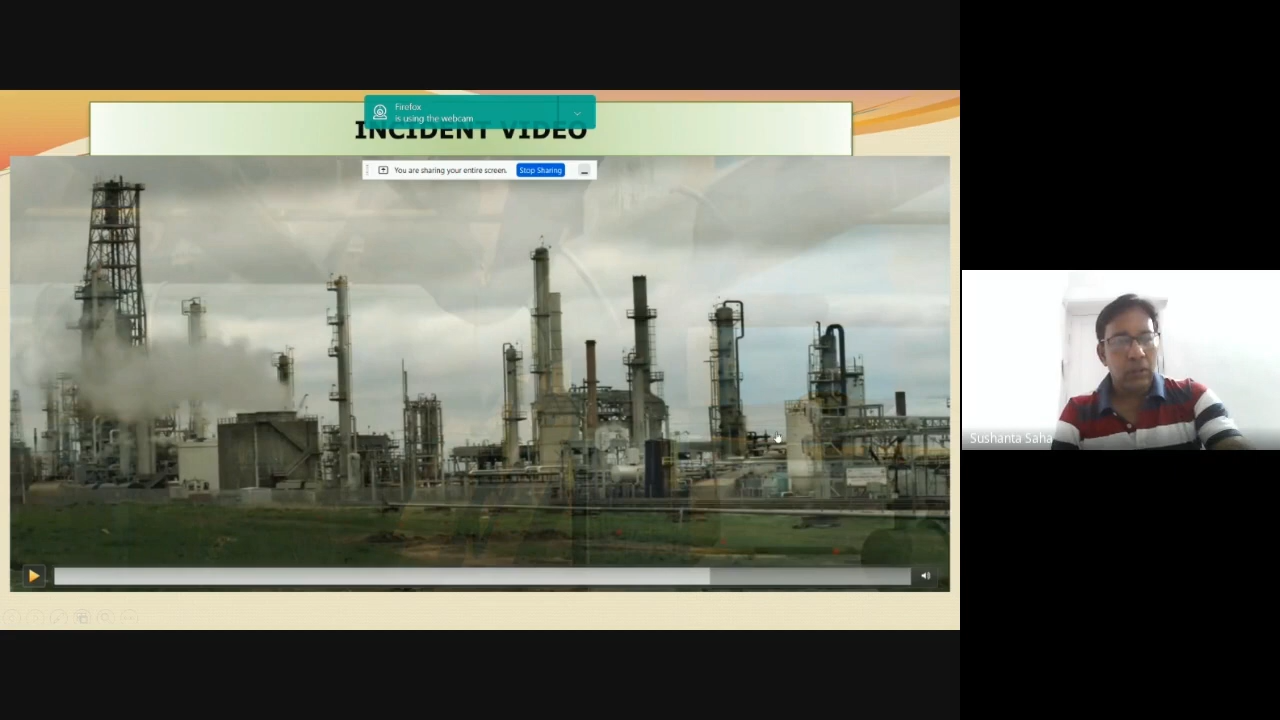 Firefox
is using the webcam
INCIDENT VIDEO
You are sharing your entire screen. Stop Sharing
Sushanta Saha